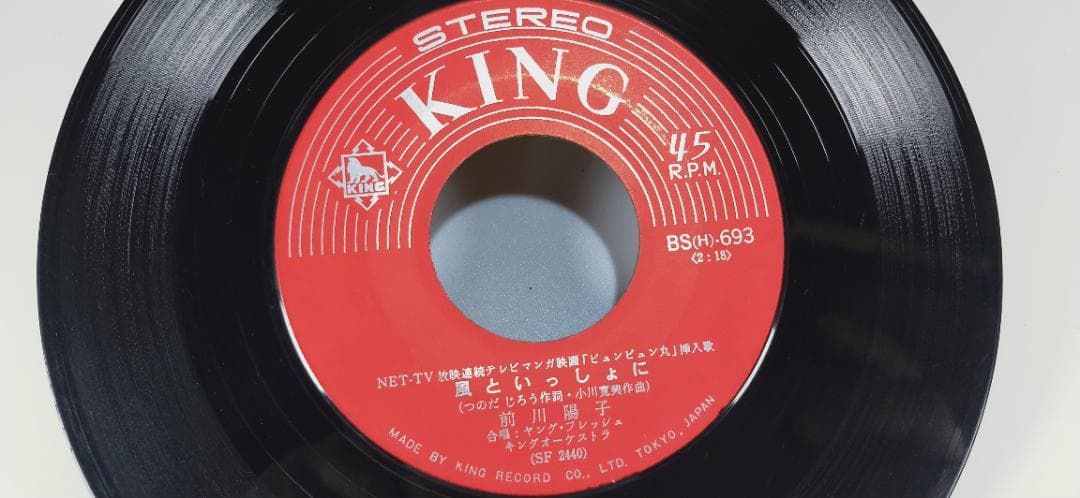 STEREO
KING
KING
45
R.P.M.
BS(H)-693
〈2：18〉
NET-TV 放映連続テレビマンガ映画「ピュンピュン丸」挿入歌
風といっしょに
(つのだ じろう作詞・小川寛興作曲)
前川陽子
合唱：ヤング・フレッシュ
キングオーケストラ
(SF 2440)
MADE BY KING RECORD CO., LTD. TOKYO, JAPAN